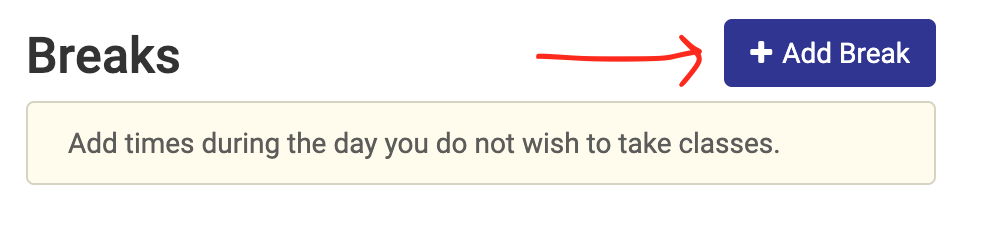 Breaks
+ Add Break
Add times during the day you do not wish to take classes.